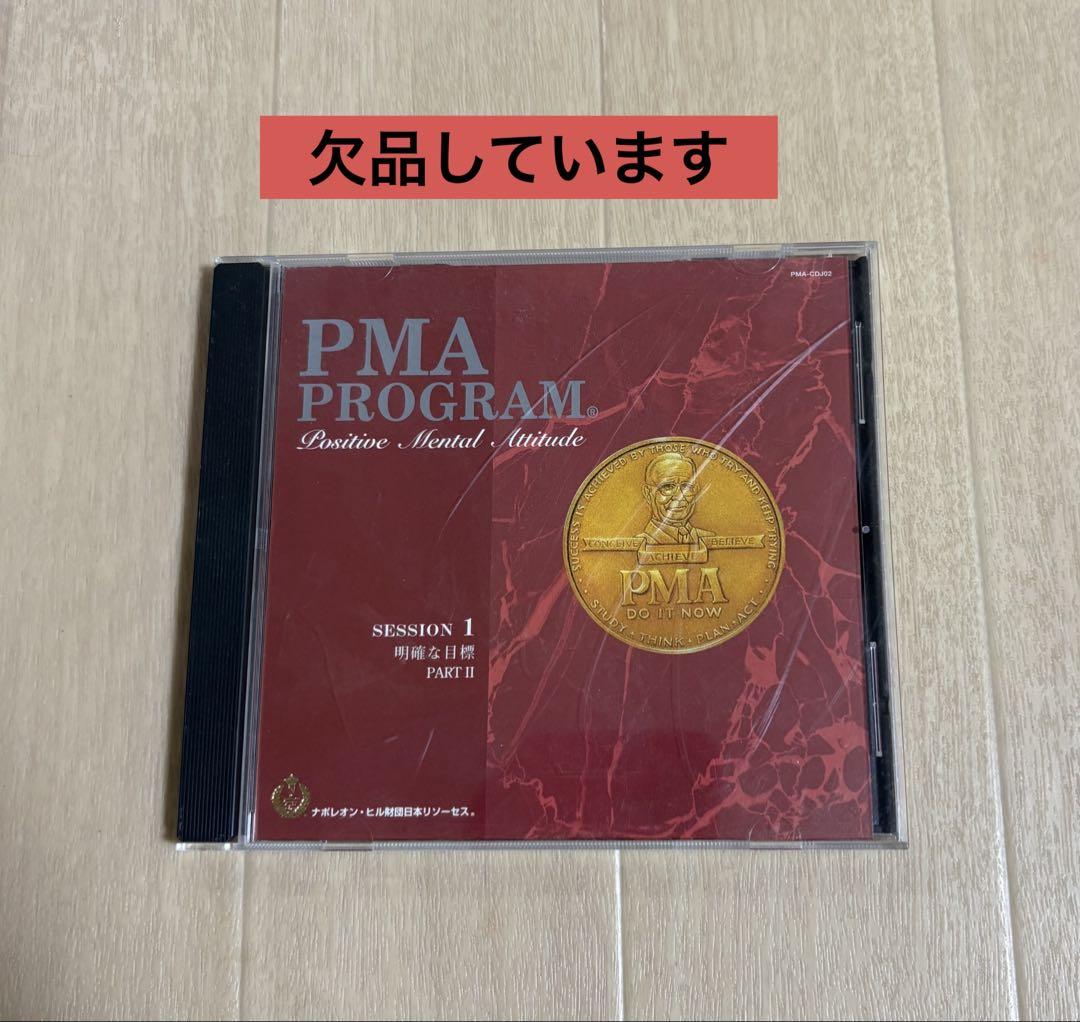 欠品しています
PMA-CDJ02
PMA
PROGRAM®
Positive Mental Attitude
SUCCESS IS ACHIEVED BY THOSE WHO TRY AND KEEP TRYING
CONCEIVE BELIEVE
ACHIEVE
PMA
DO IT NOW
STUDY • THINK • PLAN • ACT
SESSION 1
明確な目標
PART II
ナポレオン・ヒル財団日本リソーセス®